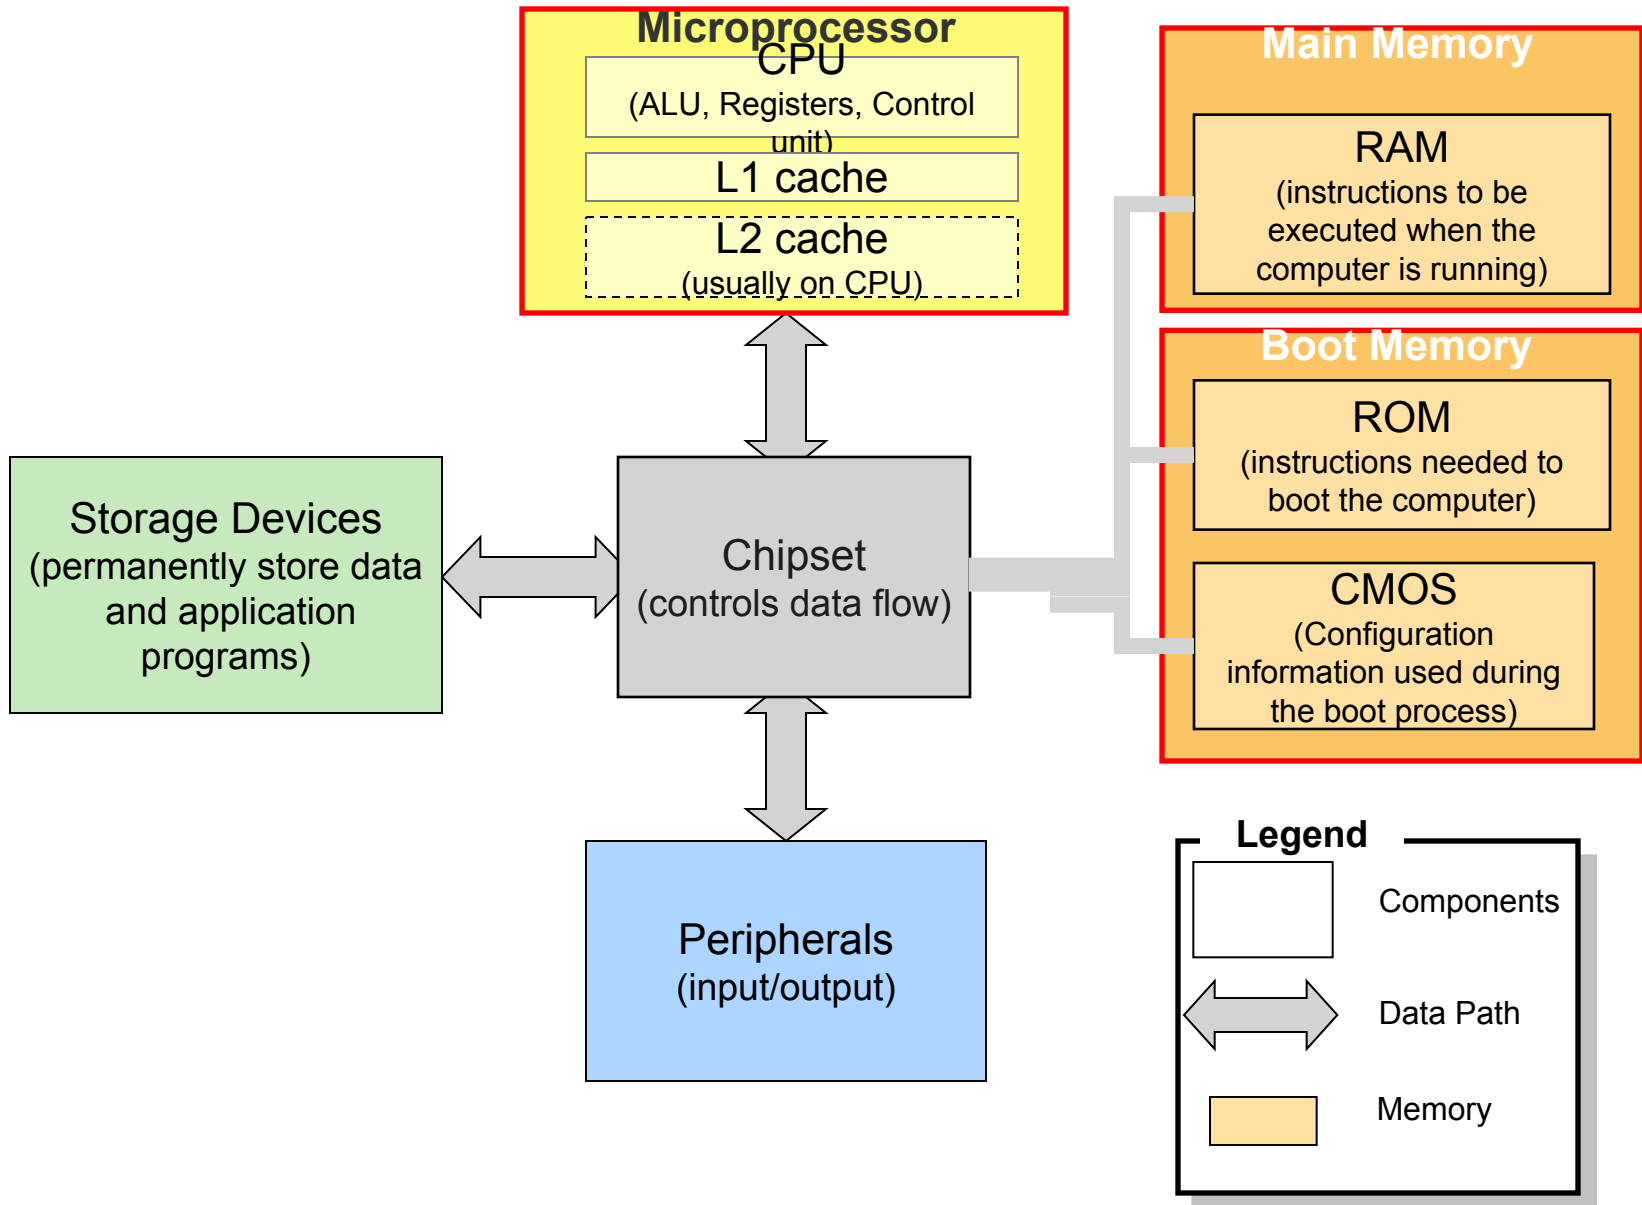 Microprocessor
CPU
(ALU, Registers, Control
unit)
L1 cache
L2 cache
(usually on CPU)
Main Memory
RAM
(instructions to be
executed when the
computer is running)
Boot Memory
ROM
(instructions needed to
boot the computer)
CMOS
(Configuration
information used during
the boot process)
Storage Devices
(permanently store data
and application
programs)
Chipset
(controls data flow)
Peripherals
(input/output)
Legend
Components
Data Path
Memory